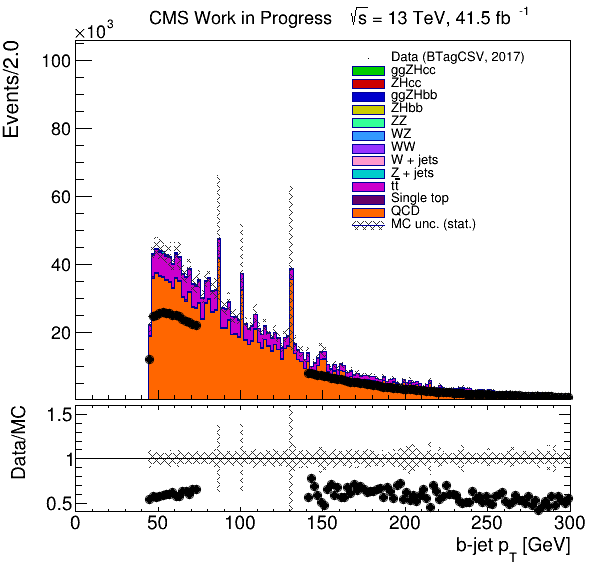 CMS Work in Progress √s = 13 TeV, 41.5 fb⁻¹
×10³
Events/2.0
100
80
60
40
20
Data (BTagCSV, 2017)
ggZHcc
ZHcc
ggZHbb
ZHbb
ZZ
WZ
WW
W + jets
Z + jets
tt̅
Single top
QCD
MC unc. (stat.)
Data/MC
1.5
1
0.5
0 50 100 150 200 250 300
b-jet p_T [GeV]